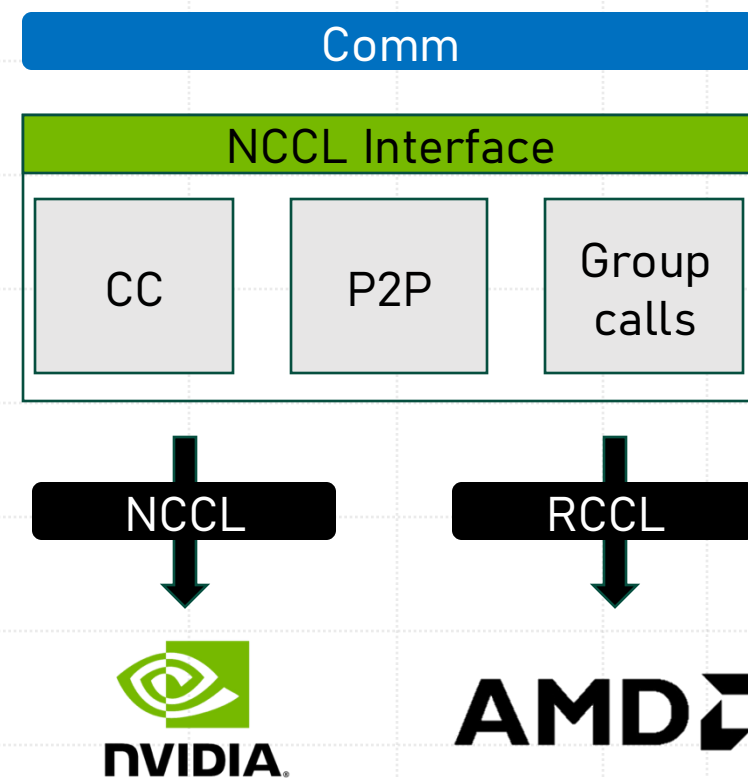 Comm
NCCL Interface
CC
P2P
Group
calls
NCCL
RCCL
NVIDIA.
AMD